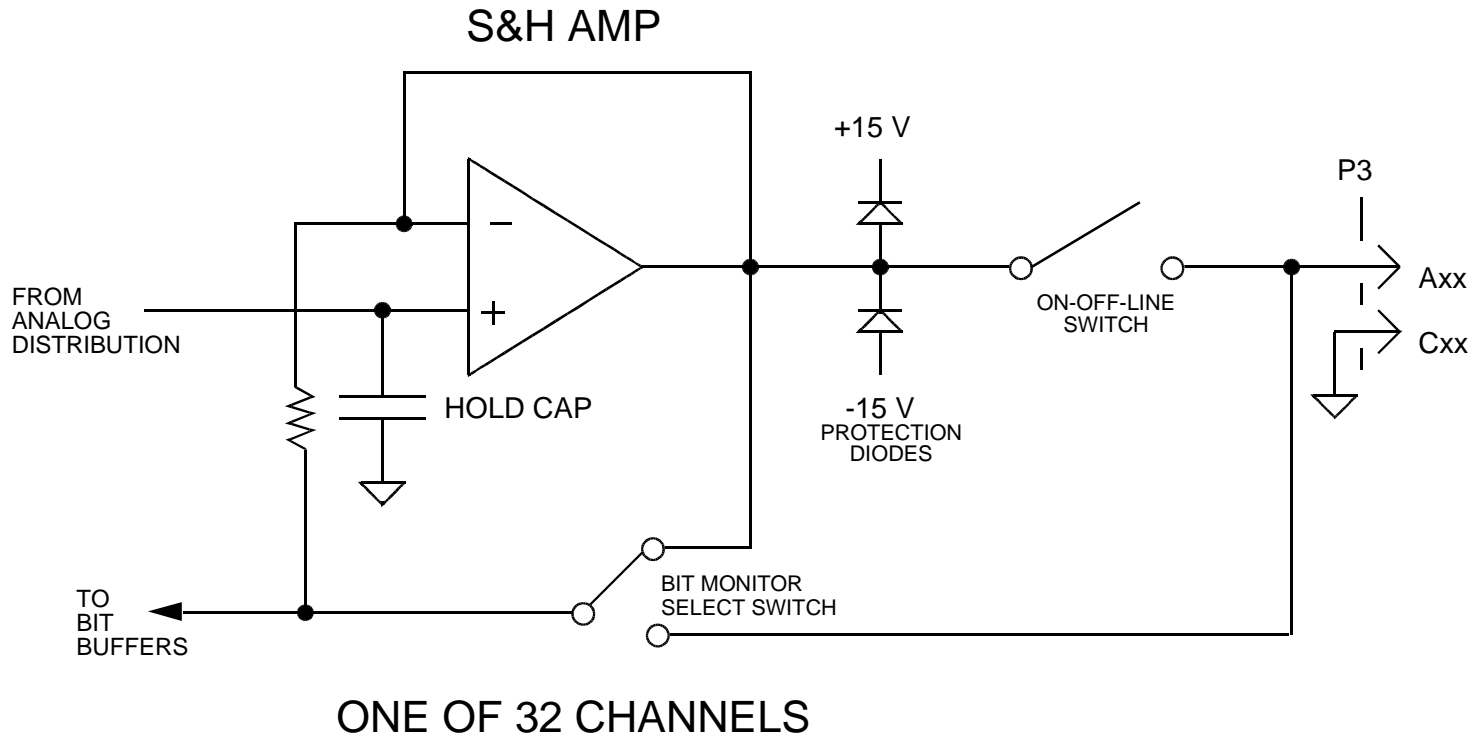 S&H AMP
+15 V
P3
−
+
FROM
ANALOG
DISTRIBUTION
ON-OFF-LINE
SWITCH
Axx
Cxx
HOLD CAP
-15 V
PROTECTION
DIODES
BIT MONITOR
SELECT SWITCH
TO
BIT
BUFFERS
ONE OF 32 CHANNELS